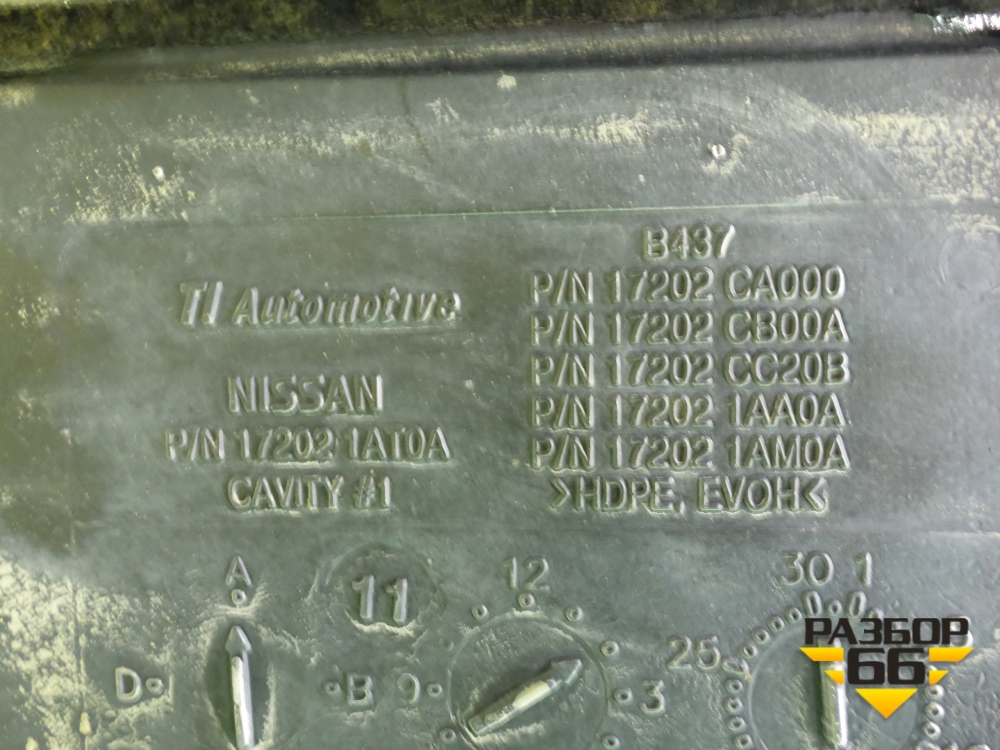 TI Automotive
NISSAN
P/N 17202 1AT0A
CAVITY #1
B437
P/N 17202 CA000
P/N 17202 CB00A
P/N 17202 CC20B
P/N 17202 1AA0A
P/N 17202 1AM0A
>HDPE, EVOH<
A
D
B
11
12
9
3
30 1
25
РАЗБОР
66